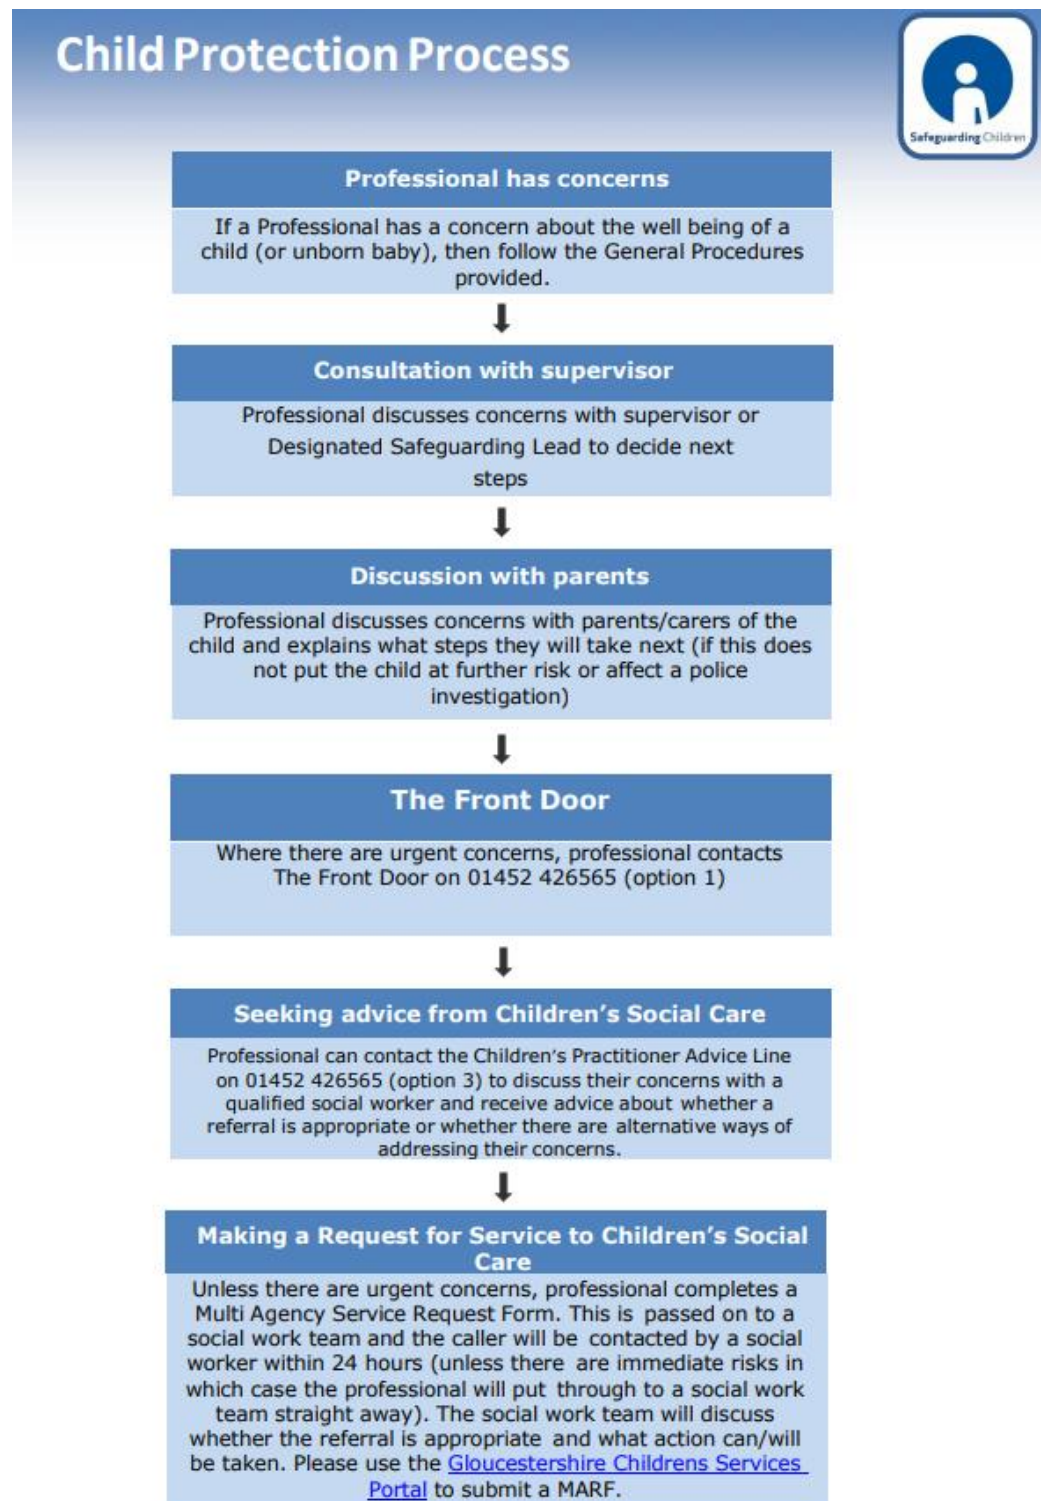 Child Protection Process
Safeguarding Children
Professional has concerns
If a Professional has a concern about the well being of a
child (or unborn baby), then follow the General Procedures
provided.
Consultation with supervisor
Professional discusses concerns with supervisor or
Designated Safeguarding Lead to decide next
steps
Discussion with parents
Professional discusses concerns with parents/carers of the
child and explains what steps they will take next (if this does
not put the child at further risk or affect a police
investigation)
The Front Door
Where there are urgent concerns, professional contacts
The Front Door on 01452 426565 (option 1)
Seeking advice from Children's Social Care
Professional can contact the Children's Practitioner Advice Line
on 01452 426565 (option 3) to discuss their concerns with a
qualified social worker and receive advice about whether a
referral is appropriate or whether there are alternative ways of
addressing their concerns.
Making a Request for Service to Children's Social
Care
Unless there are urgent concerns, professional completes a
Multi Agency Service Request Form. This is passed on to a
social work team and the caller will be contacted by a social
worker within 24 hours (unless there are immediate risks in
which case the professional will put through to a social work
team straight away). The social work team will discuss
whether the referral is appropriate and what action can/will
be taken. Please use the Gloucestershire Childrens Services
Portal to submit a MARF.